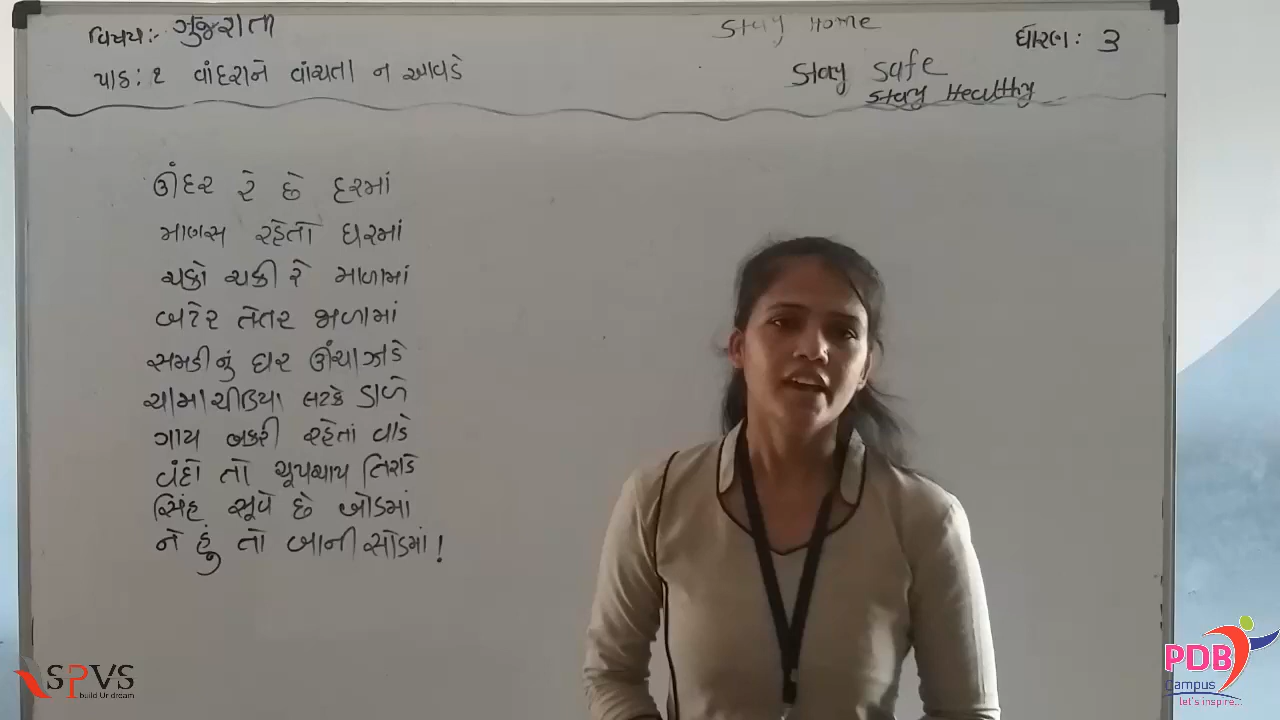 વિષય:- ગુજરાતી
Stay Home
ધોરણ: 3
પાઠ: ૨ વાંદરાને વાંચતા ન આવડે
Stay Safe
Stay Healthy
ઊંદર રે છે દરમાં
માણસ રહેતો ઘરમાં
ચકો ચકી રે માળામાં
બટેર તેતર જાળામાં
સમડીનું ઘર ઊંચા ઝાડે
ચામાચીડિયા લટકે ડાળે
ગાય બકરી રહેતાં વાડે
વંદો તો ચૂપચાપ તિરાડે
સિંહ સૂવે છે બોડમાં
ને હું તો બાની સોડમાં!
SPVS
build Ur dream
PDB
Campus
let's inspire...